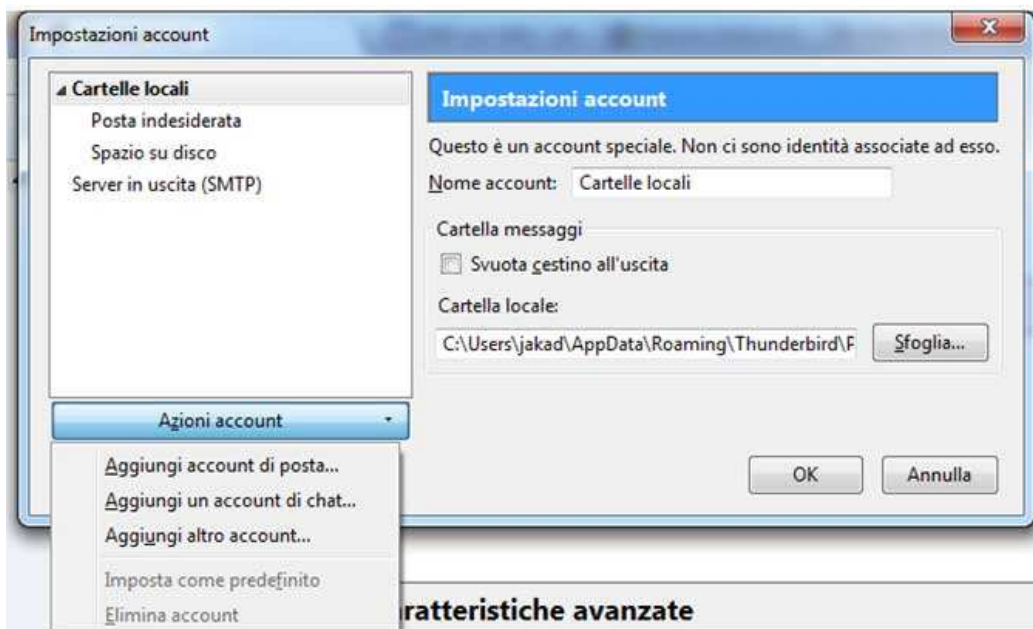 Impostazioni account
Cartelle locali
Posta indesiderata
Spazio su disco
Server in uscita (SMTP)
Azioni account
Aggiungi account di posta...
Aggiungi un account di chat...
Aggiungi altro account...
Imposta come predefinito
Elimina account
Impostazioni account
Questo è un account speciale. Non ci sono identità associate ad esso.
Nome account: Cartelle locali
Cartella messaggi
Svuota cestino all'uscita
Cartella locale:
C:\Users\jakad\AppData\Roaming\Thunderbird\P Sfoglia...
OK Annulla
ratteristiche avanzate